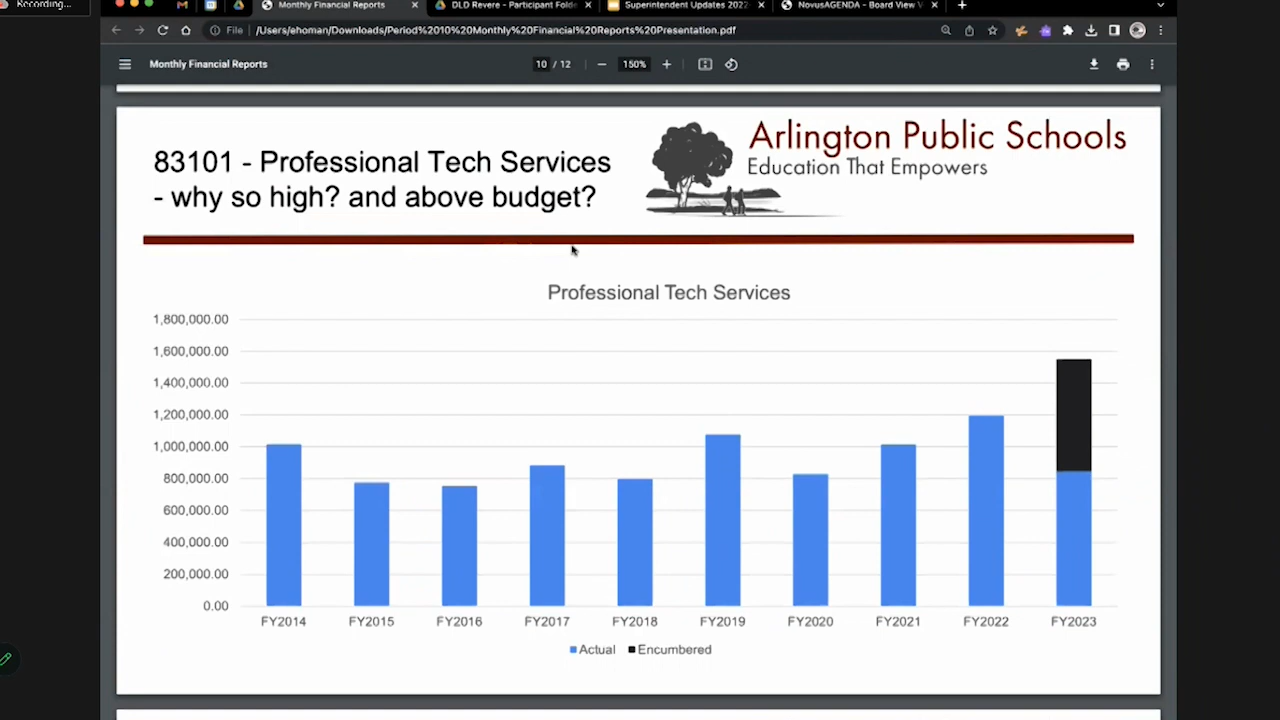 Recording...
Monthly Financial Reports
DLD Revere - Participant Folde
Superintendent Updates 2022
NovusAGENDA - Board View V
File
/Users/ehoman/Downloads/Period%2010%20Monthly%20Financial%20Reports%20Presentation.pdf
Monthly Financial Reports
10 / 12
150%
83101 - Professional Tech Services
- why so high? and above budget?
Arlington Public Schools
Education That Empowers
Professional Tech Services
1,800,000.00
1,600,000.00
1,400,000.00
1,200,000.00
1,000,000.00
800,000.00
600,000.00
400,000.00
200,000.00
0.00
FY2014 FY2015 FY2016 FY2017 FY2018 FY2019 FY2020 FY2021 FY2022 FY2023
Actual Encumbered